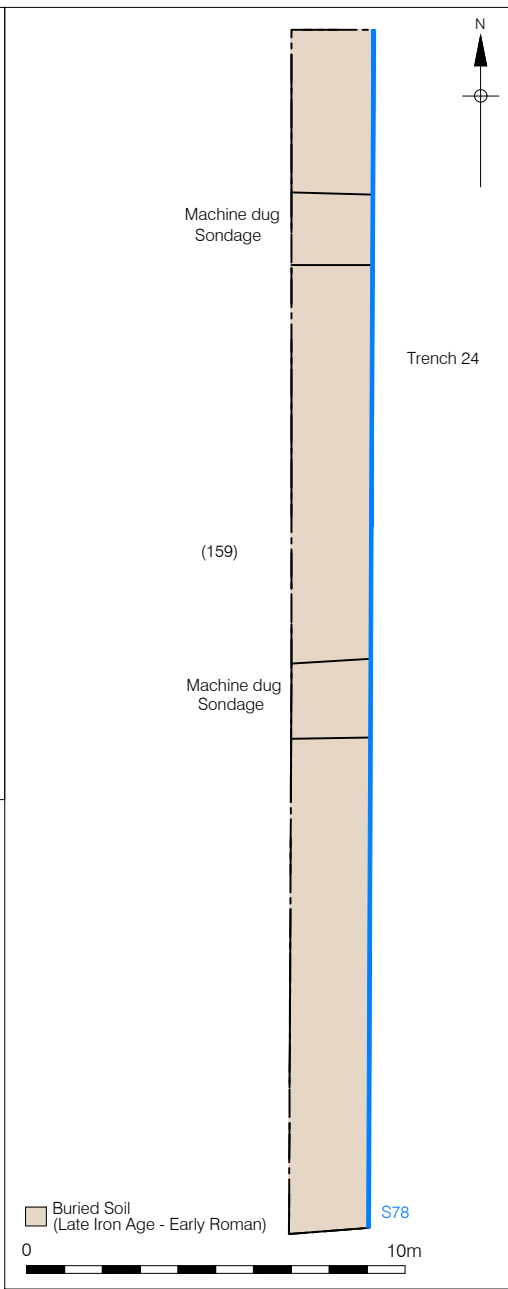 N
Machine dug
Sondage
Trench 24
(159)
Machine dug
Sondage
S78
Buried Soil
(Late Iron Age - Early Roman)
0 10m